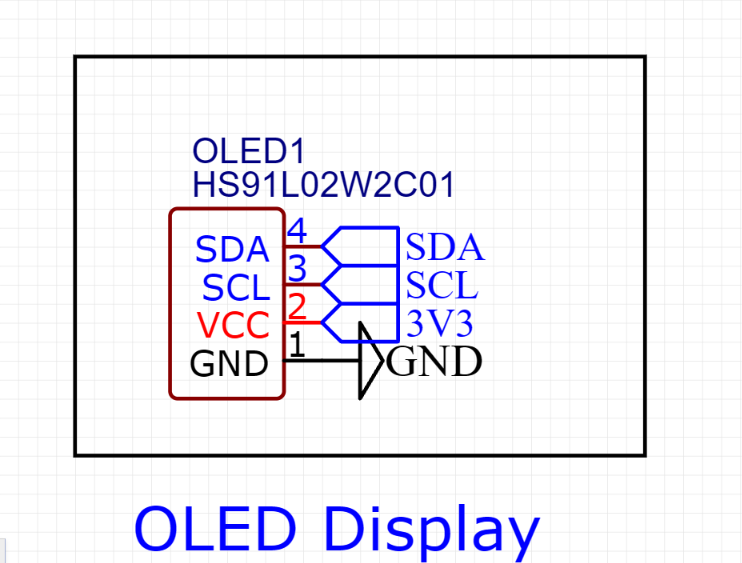 OLED1
HS91L02W2C01
SDA 4 SDA
SCL 3 SCL
VCC 2 3V3
GND 1 GND
OLED Display